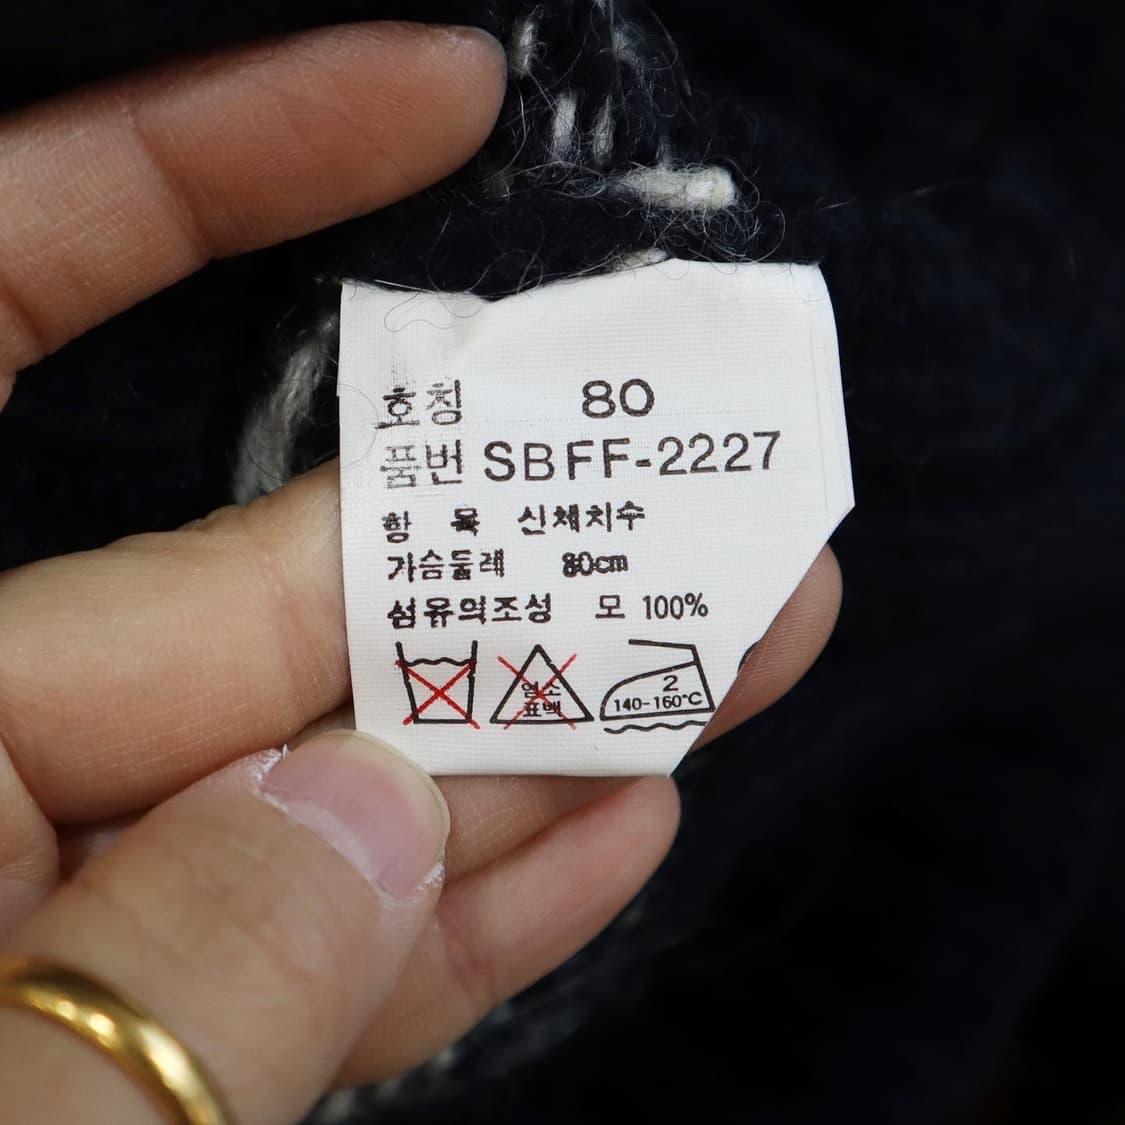 호칭 80
품번 SBFF-2227
항 목 신체치수
가슴둘레 80cm
섬유의조성 모 100%
염소
표백
2
140-160°C